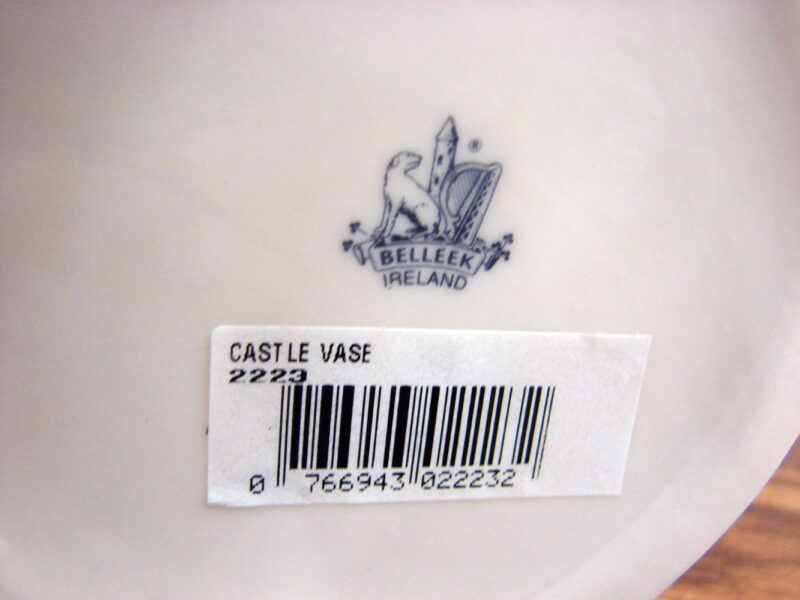 ®
BELLEEK
IRELAND
CASTLE VASE
2223
0 766943 022232